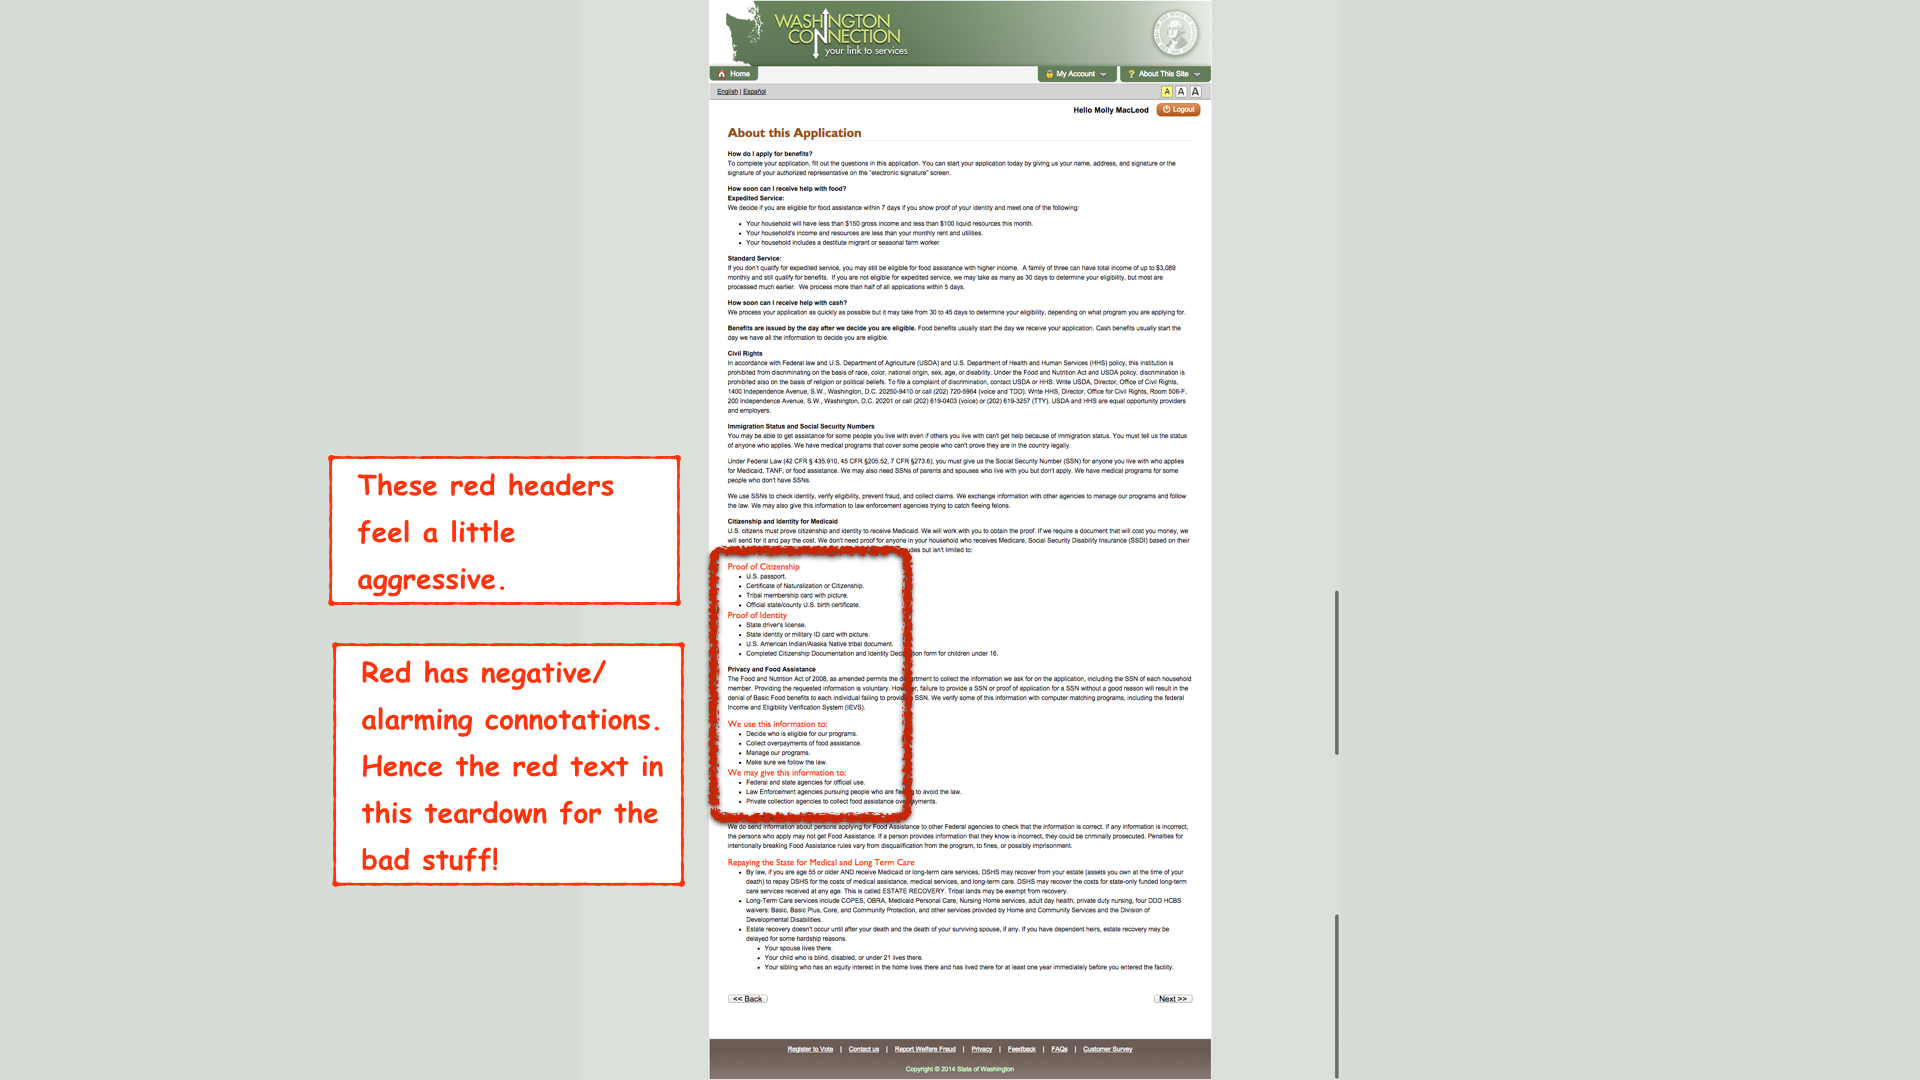 WASHINGTON
CONNECTION
your link to services
Home
My Account
? About This Site
English | Español
A A A
Hello Molly MacLeod
Logout
About this Application
How do I apply for benefits?
To complete your application, fill out the questions in this application. You can start your application today by giving us your name, address, and signature or the
signature of your authorized representative on the "electronic signature" screen.
How soon can I receive help with food?
Expedited Service:
We decide if you are eligible for food assistance within 7 days if you show proof of your identity and meet one of the following:
• Your household will have less than $150 gross income and less than $100 liquid resources this month.
• Your household's income and resources are less than your monthly rent and utilities.
• Your household includes a destitute migrant or seasonal farm worker.
Standard Service:
If you don't qualify for expedited service, you may still be eligible for food assistance with higher income. A family of three can have total income of up to $3,089
monthly and still qualify for benefits. If you are not eligible for expedited service, we may take as many as 30 days to determine your eligibility, but most are
processed much earlier. We process more than half of all applications within 5 days.
How soon can I receive help with cash?
We process your application as quickly as possible but it may take from 30 to 45 days to determine your eligibility, depending on what program you are applying for.
Benefits are issued by the day after we decide you are eligible. Food benefits usually start the day we receive your application. Cash benefits usually start the
day we have all the information to decide you are eligible.
Civil Rights
In accordance with Federal law and U.S. Department of Agriculture (USDA) and U.S. Department of Health and Human Services (HHS) policy, this institution is
prohibited from discriminating on the basis of race, color, national origin, sex, age, or disability. Under the Food and Nutrition Act and USDA policy, discrimination is
prohibited also on the basis of religion or political beliefs. To file a complaint of discrimination, contact USDA or HHS. Write USDA, Director, Office of Civil Rights,
1400 Independence Avenue, S.W., Washington, D.C. 20250-9410 or call (202) 720-5964 (voice and TDD). Write HHS, Director, Office for Civil Rights, Room 506-F,
200 Independence Avenue, S.W., Washington, D.C. 20201 or call (202) 619-0403 (voice) or (202) 619-3257 (TTY). USDA and HHS are equal opportunity providers
and employers.
Immigration Status and Social Security Numbers
You may be able to get assistance for some people you live with even if others you live with can't get help because of immigration status. You must tell us the status
of anyone who applies. We have medical programs that cover some people who can't prove they are in the country legally.
Under Federal Law (42 CFR § 435.910, 45 CFR §205.52, 7 CFR §273.6), you must give us the Social Security Number (SSN) for anyone you live with who applies
for Medicaid, TANF, or food assistance. We may also need SSNs of parents and spouses who live with you but don't apply. We have medical programs for some
people who don't have SSNs.
We use SSNs to check identity, verify eligibility, prevent fraud, and collect claims. We exchange information with other agencies to manage our programs and follow
the law. We may also give this information to law enforcement agencies trying to catch fleeing felons.
Citizenship and Identity for Medicaid
U.S. citizens must prove citizenship and identity to receive Medicaid. We will work with you to obtain the proof. If we require a document that will cost you money, we
will send for it and pay the cost. We don't need proof for anyone in your household who receives Medicare, Social Security Disability Insurance (SSDI) based on their
but isn't limited to:
Proof of Citizenship
• U.S. passport.
• Certificate of Naturalization or Citizenship.
• Tribal membership card with picture.
• Official state/county U.S. birth certificate.
Proof of Identity
• State driver's license.
• State identity or military ID card with picture.
• U.S. American Indian/Alaska Native tribal document.
• Completed Citizenship Documentation and Identity form for children under 16.
Privacy and Food Assistance
The Food and Nutrition Act of 2008, as amended permits the department to collect the information we ask for on the application, including the SSN of each household
member. Providing the requested information is voluntary. However, failure to provide a SSN or proof of application for a SSN without a good reason will result in the
denial of Basic Food benefits to each individual failing to provide SSN. We verify some of this information with computer matching programs, including the federal
Income and Eligibility Verification System (IEVS).
We use this information to:
• Decide who is eligible for our programs.
• Collect overpayments of food assistance.
• Manage our programs.
• Make sure we follow the law.
We may give this information to:
• Federal and state agencies for official use.
• Law Enforcement agencies pursuing people who are fleeing to avoid the law.
• Private collection agencies to collect food assistance overpayments.
We do send information about persons applying for Food Assistance to other Federal agencies to check that the information is correct. If any information is incorrect,
the persons who apply may not get Food Assistance. If a person provides information that they know is incorrect, they could be criminally prosecuted. Penalties for
intentionally breaking Food Assistance rules vary from disqualification from the program, to fines, or possibly imprisonment.
Repaying the State for Medical and Long Term Care
• By law, if you are age 55 or older AND receive Medicaid or long-term care services, DSHS may recover from your estate (assets you own at the time of your
death) to repay DSHS for the costs of medical assistance, medical services, and long-term care. DSHS may recover the costs for state-only funded long-term
care services received at any age. This is called ESTATE RECOVERY. Tribal lands may be exempt from recovery.
• Long-Term Care services include COPES, OBRA, Medicaid Personal Care, Nursing Home services, adult day health, private duty nursing, four DDD HCBS
waivers: Basic, Basic Plus, Core, and Community Protection, and other services provided by Home and Community Services and the Division of
Developmental Disabilities.
• Estate recovery doesn't occur until after your death and the death of your surviving spouse, if any. If you have dependent heirs, estate recovery may be
delayed for some hardship reasons.
• Your spouse lives there.
• Your child who is blind, disabled, or under 21 lives there.
• Your sibling who has an equity interest in the home lives there and has lived there for at least one year immediately before you entered the facility.
<< Back
Next >>
Register to Vote | Contact us | Report Welfare Fraud | Privacy | Feedback | FAQs | Customer Survey
Copyright © 2014 State of Washington
These red headers
feel a little
aggressive.
Red has negative/
alarming connotations.
Hence the red text in
this teardown for the
bad stuff!